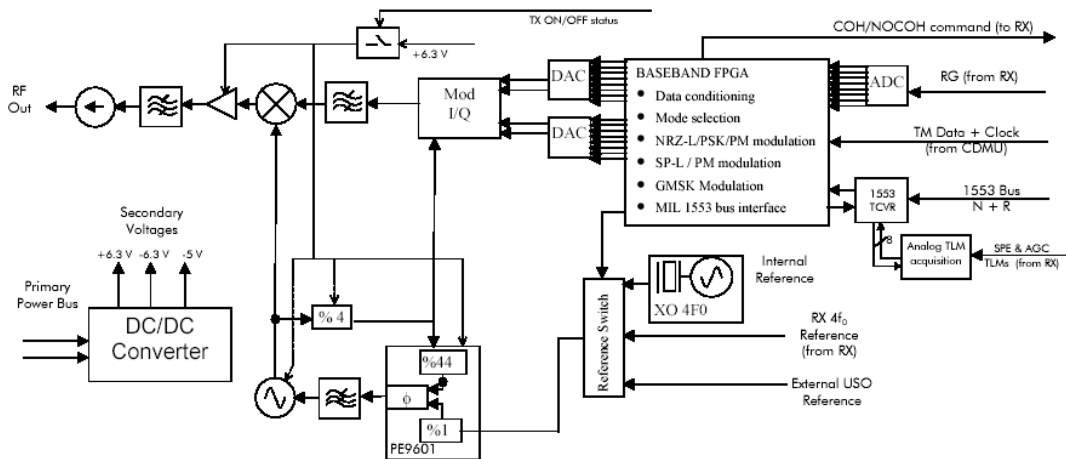 TX ON/OFF status
COH/NOCOH command (to RX)
+6.3 V
RF
Out
Mod
I/Q
DAC
DAC
BASEBAND FPGA
• Data conditioning
• Mode selection
• NRZ-L/PSK/PM modulation
• SP-L / PM modulation
• GMSK Modulation
• MIL 1553 bus interface
ADC
RG (from RX)
TM Data + Clock
(from CDMU)
1553
TCVR
1553 Bus
N + R
8
Analog TLM
acquisition
SPE & AGC
TLMs (from RX)
Secondary
Voltages
+6.3 V -6.3 V -5 V
Primary
Power Bus
DC/DC
Converter
% 4
%44
ϕ
%1
PE9601
Reference Switch
XO 4F0
Internal
Reference
RX 4f₀
Reference
(from RX)
External USO
Reference